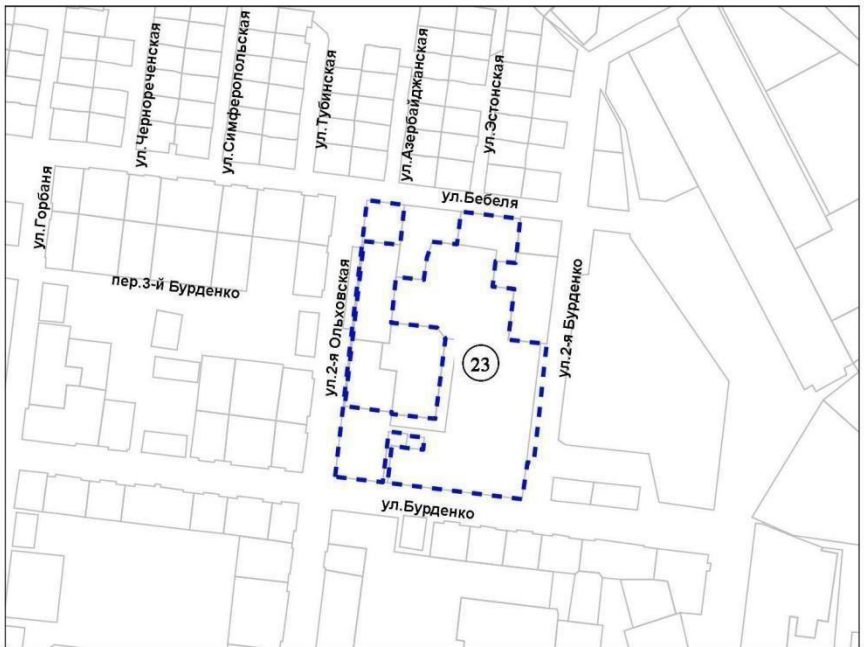 ул.Чернореченская
ул.Симферопольская
ул.Тубинская
ул.Азербайджанская
ул.Эстонская
ул.Бебеля
ул.Горбаня
пер.3-й Бурденко
ул.2-я Ольховская
ул.2-я Бурденко
23
ул.Бурденко